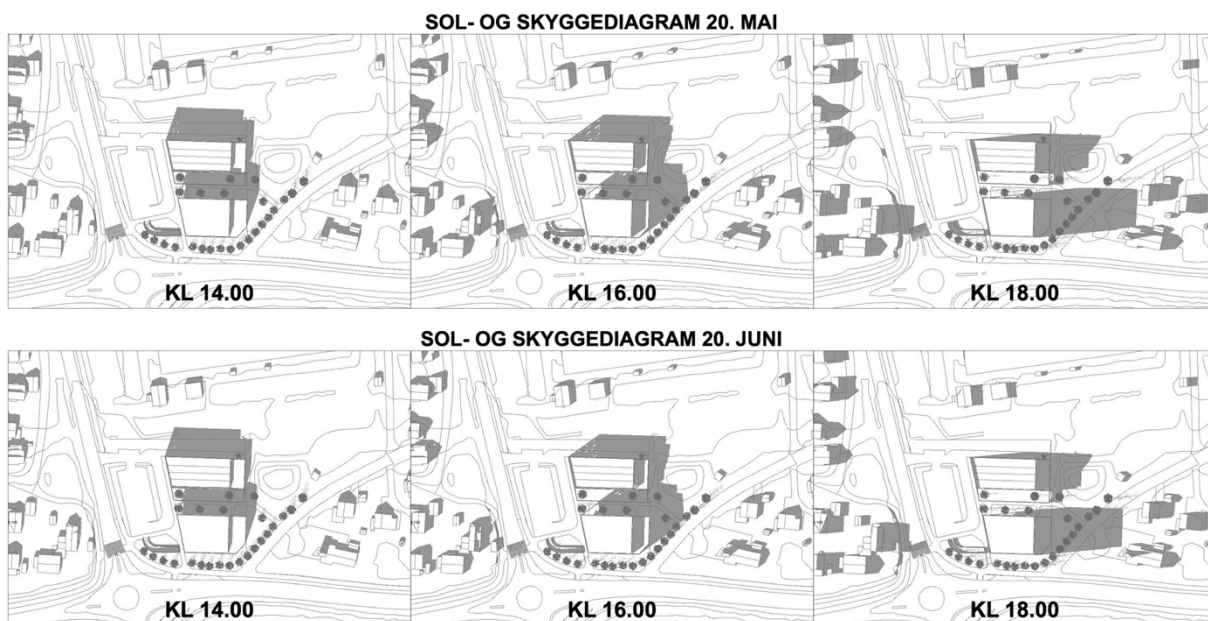 SOL- OG SKYGGEDIAGRAM 20. MAI
KL 14.00
KL 16.00
KL 18.00
SOL- OG SKYGGEDIAGRAM 20. JUNI
KL 14.00
KL 16.00
KL 18.00